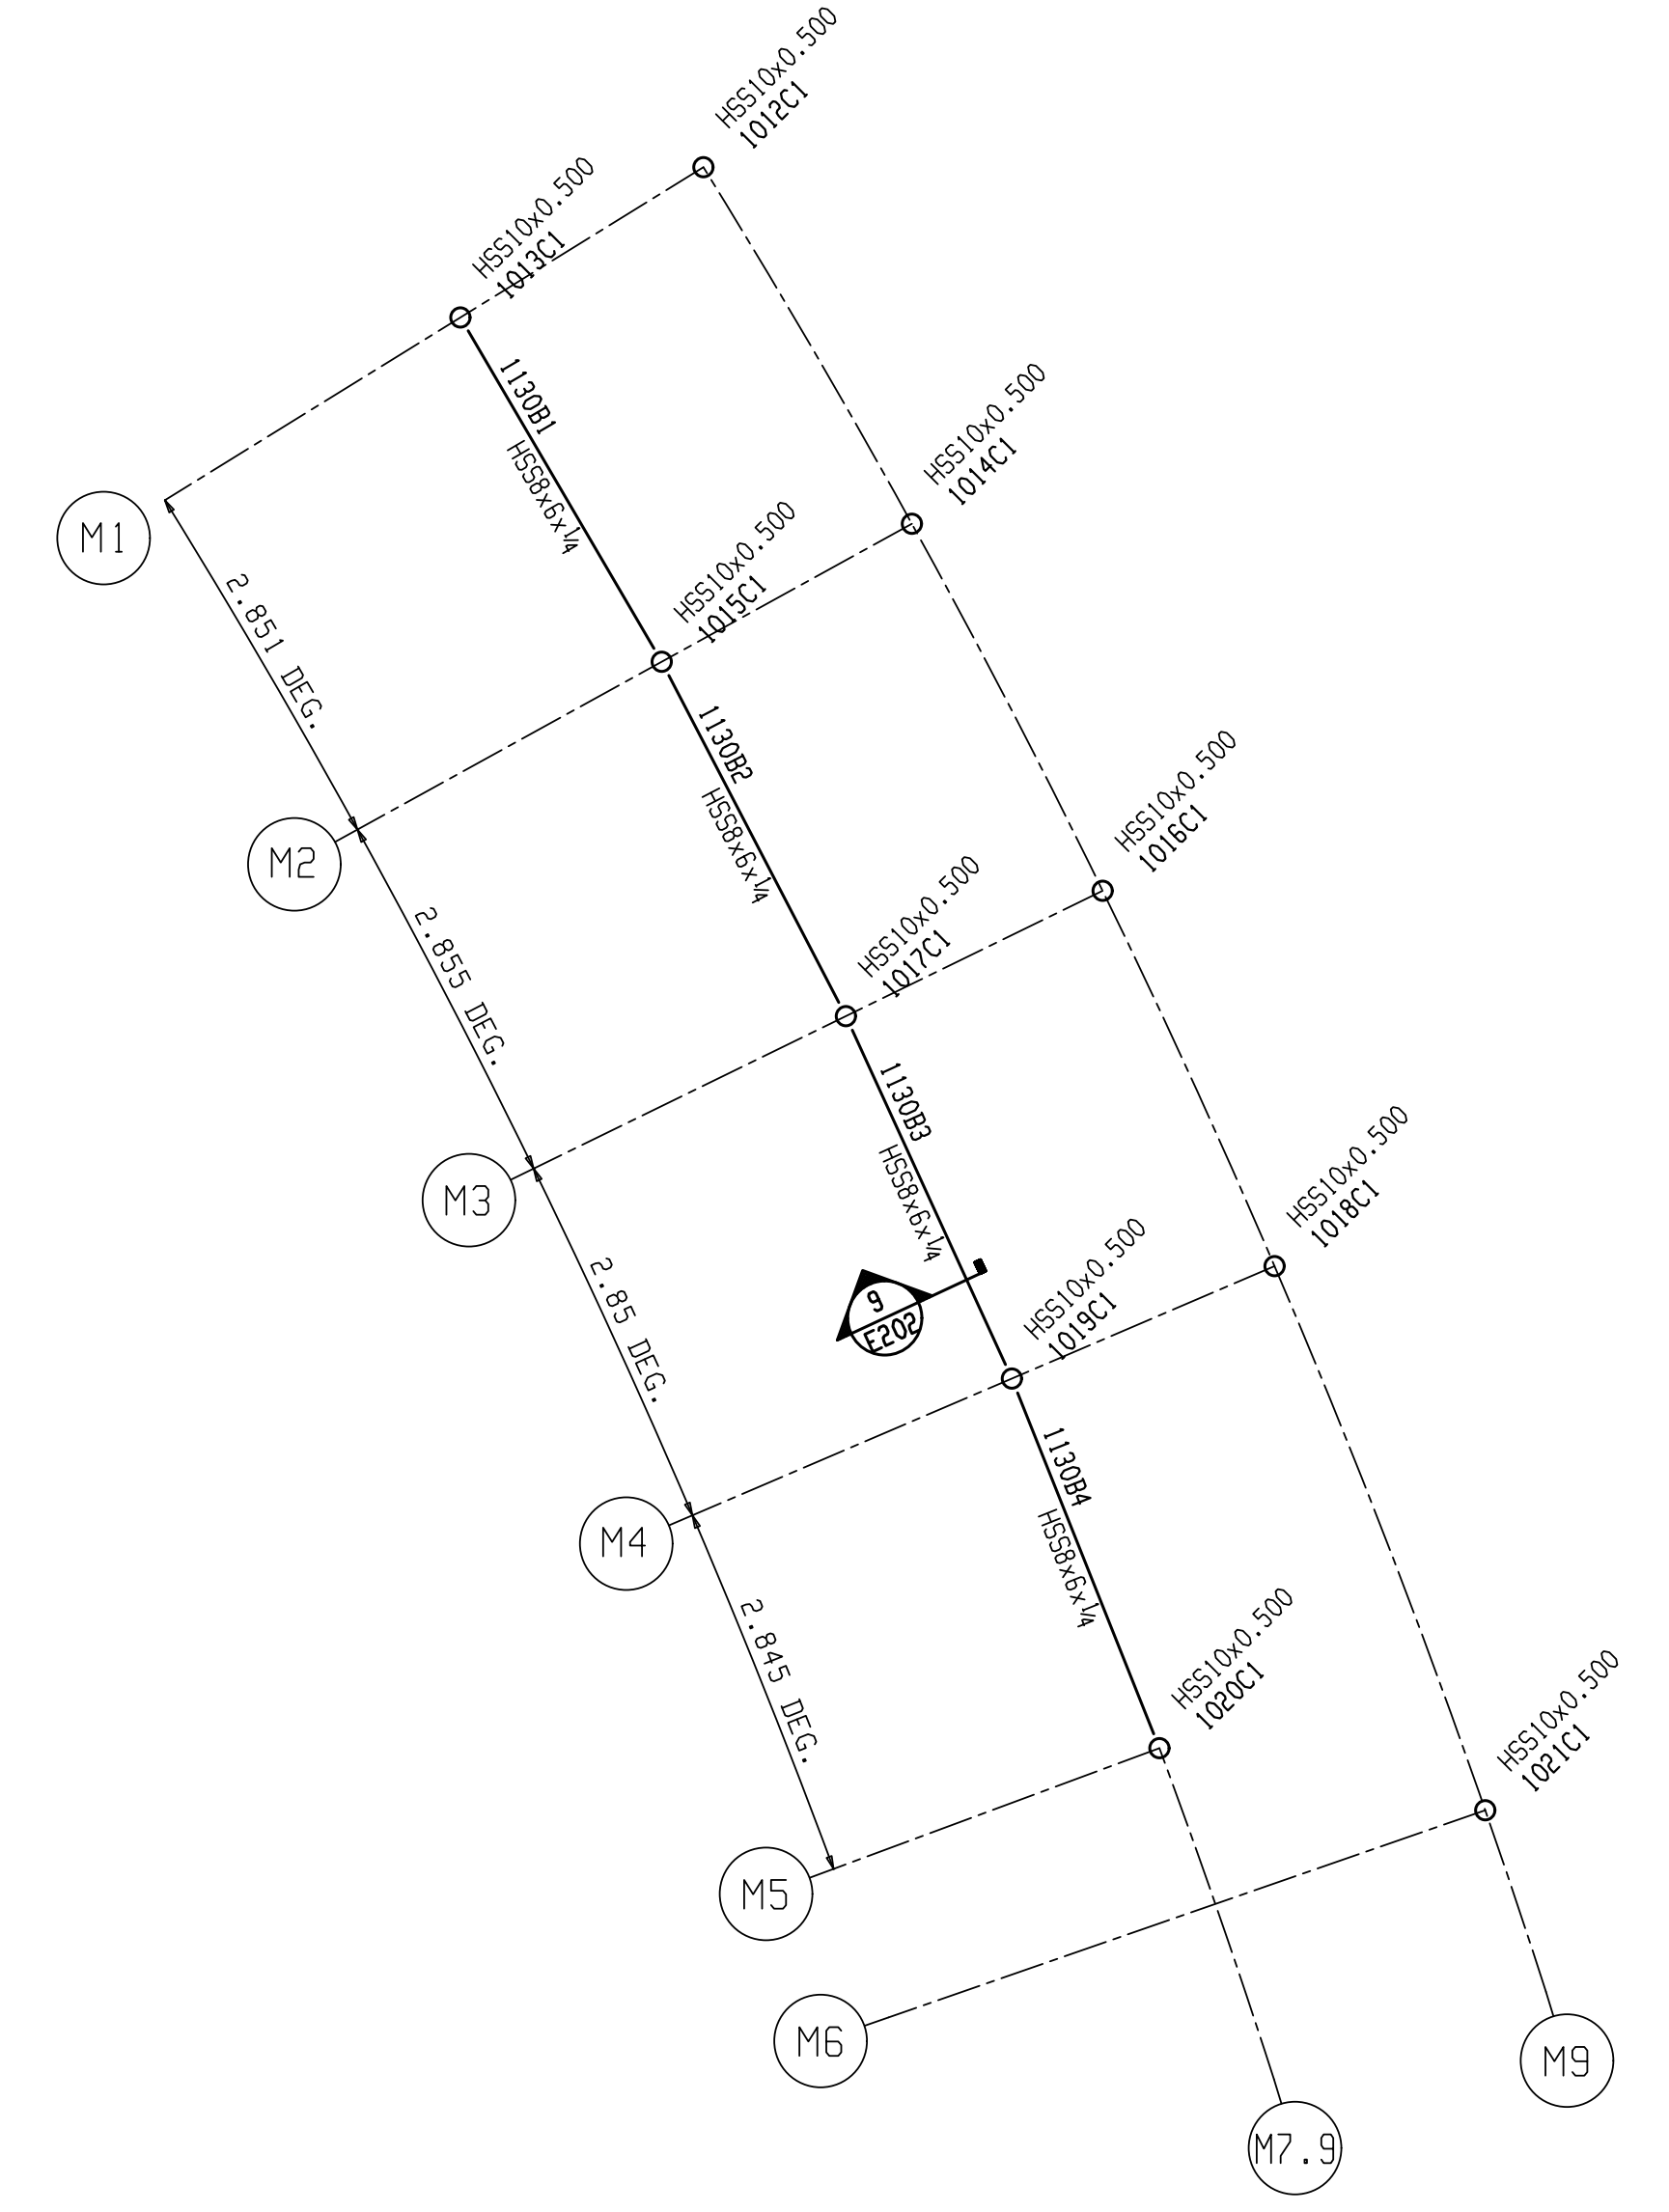 HSS10x0.500
1012C1
HSS10x0.500
1013C1
1130B1
HSS8x6x¼
HSS10x0.500
1014C1
M1
HSS10x0.500
1015C1
2.851 DEG.
1130B2
HSS8x6x¼
HSS10x0.500
1016C1
M2
HSS10x0.500
1017C1
2.855 DEG.
1130B3
HSS8x6x¼
HSS10x0.500
1018C1
M3
9
E202
HSS10x0.500
1019C1
2.85 DEG.
1130B4
HSS8x6x¼
M4
HSS10x0.500
1020C1
2.845 DEG.
HSS10x0.500
1021C1
M5
M6
M9
M7.9